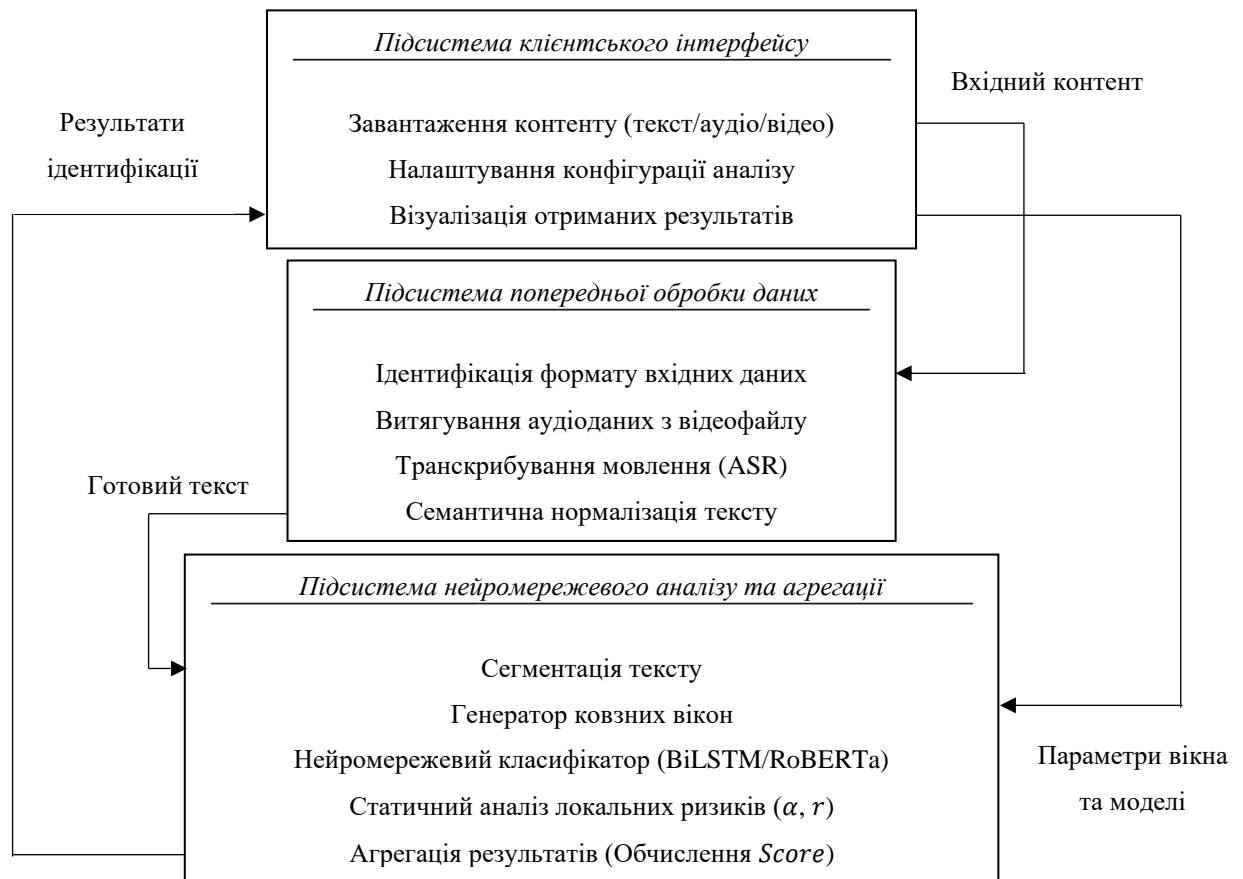 Підсистема клієнтського інтерфейсу
Вхідний контент
Результати
ідентифікації
Завантаження контенту (текст/аудіо/відео)
Налаштування конфігурації аналізу
Візуалізація отриманих результатів
Підсистема попередньої обробки даних
Ідентифікація формату вхідних даних
Витягування аудіоданих з відеофайлу
Транскрибування мовлення (ASR)
Семантична нормалізація тексту
Готовий текст
Підсистема нейромережевого аналізу та агрегації
Сегментація тексту
Генератор ковзних вікон
Нейромережевий класифікатор (BiLSTM/RoBERTa)
Статичний аналіз локальних ризиків (α, r)
Агрегація результатів (Обчислення Score)
Параметри вікна
та моделі